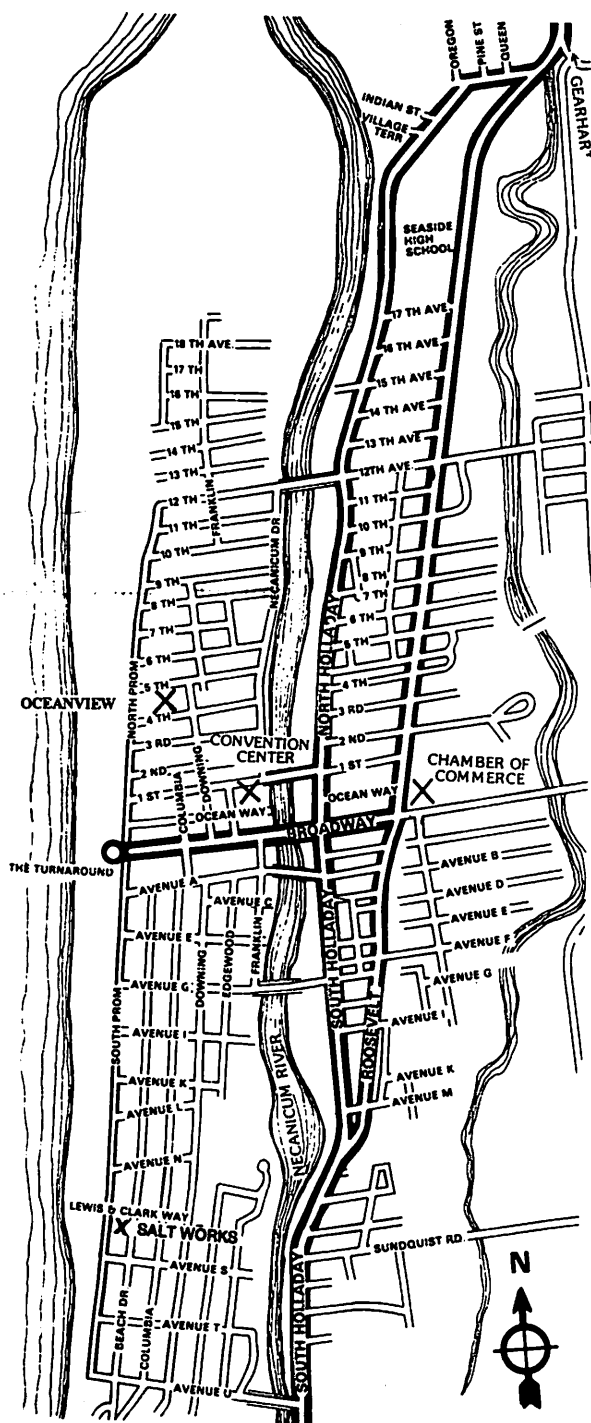 OREGON
PINE ST
QUEEN
GEARHART
INDIAN ST.
VILLAGE
TERR
SEASIDE
HIGH
SCHOOL
17 TH AVE.
18 TH AVE.
16 TH AVE.
17 TH
15 TH AVE.
16 TH
14 TH AVE.
15 TH
13 TH AVE.
14 TH
12TH AVE.
13 TH
11 TH
12 TH
FRANKLIN
10 TH
11 TH
NECANICUM DR
9 TH
10 TH
8 TH
9 TH
7 TH
8 TH
6 TH
7 TH
5 TH
6 TH
NORTH HOLLADAY
4 TH
5 TH
NORTH PROM
OCEANVIEW
3 RD
4 TH
2 ND
3 RD
CONVENTION
CENTER
1 ST
2 ND
DOWNING
CHAMBER OF
COMMERCE
1 ST
COLUMBIA
OCEAN WAY
OCEAN WAY
BROADWAY
THE TURNAROUND
AVENUE B
AVENUE A
AVENUE D
AVENUE C
AVENUE E
AVENUE E
AVENUE F
DOWNING
EDGEWOOD
FRANKLIN
SOUTH HOLLADAY
AVENUE G
AVENUE G
SOUTH PROM
AVENUE I
AVENUE I
ROOSEVELT
NECANICUM RIVER
AVENUE K
AVENUE K
AVENUE M
AVENUE L
AVENUE N
LEWIS & CLARK WAY
SALT WORKS
SUNDQUIST RD.
AVENUE S
N
SOUTH HOLLADAY
AVENUE T
BEACH DR
COLUMBIA
AVENUE U